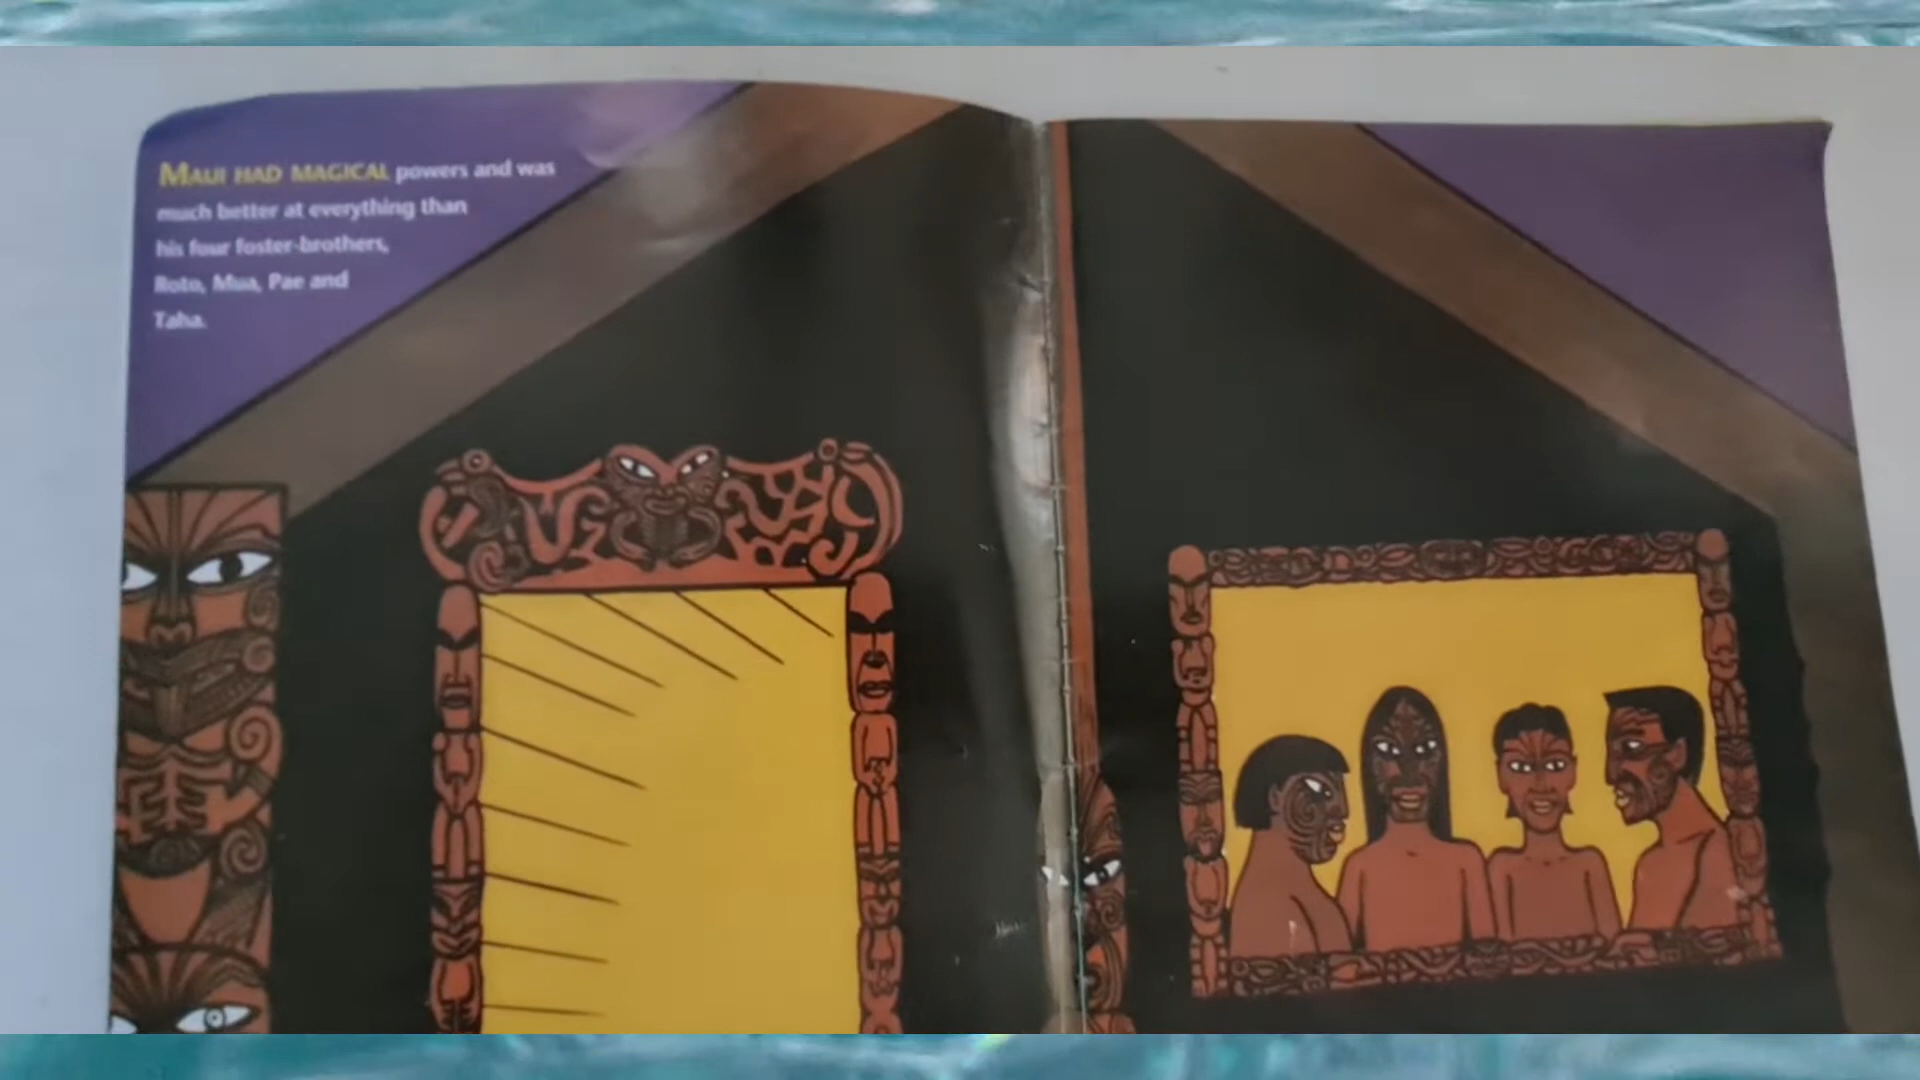 MAUI HAD MAGICAL powers and was
much better at everything than
his four foster-brothers,
Roto, Mua, Pae and
Taha.